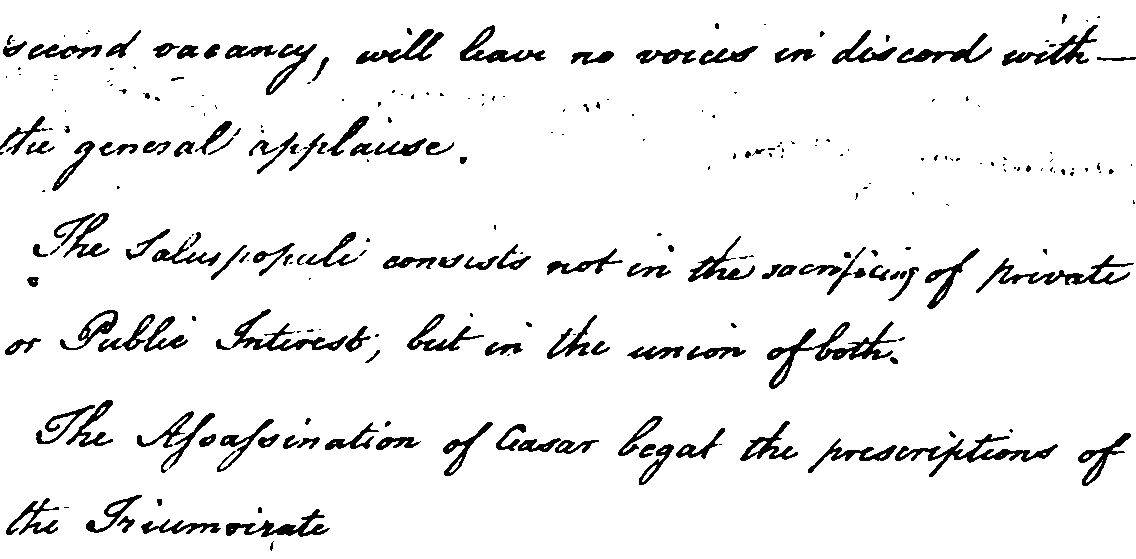 second vacancy, will leave no voices in discord with—
the general applause.
The Salus populi consists not in the sacrificing of private
or Public Interest, but in the union of both.
The Assassination of Caesar begat the prescriptions of
the Triumvirate